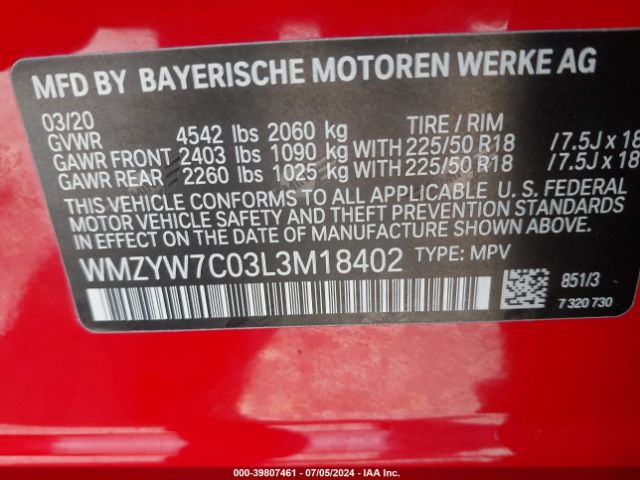 MFD BY BAYERISCHE MOTOREN WERKE AG
03/20 TIRE / RIM
GVWR 4542 lbs 2060 kg
GAWR FRONT 2403 lbs 1090 kg WITH 225/50 R18 /7.5J x 18
GAWR REAR 2260 lbs 1025 kg WITH 225/50 R18 /7.5J x 18
THIS VEHICLE CONFORMS TO ALL APPLICABLE U. S. FEDERAL
MOTOR VEHICLE SAFETY AND THEFT PREVENTION STANDARDS
IN EFFECT ON THE DATE OF MANUFACTURE SHOWN ABOVE.
WMZYW7C03L3M18402 TYPE: MPV
851/3
7 320 730
000-39807461 - 07/05/2024 - IAA Inc.